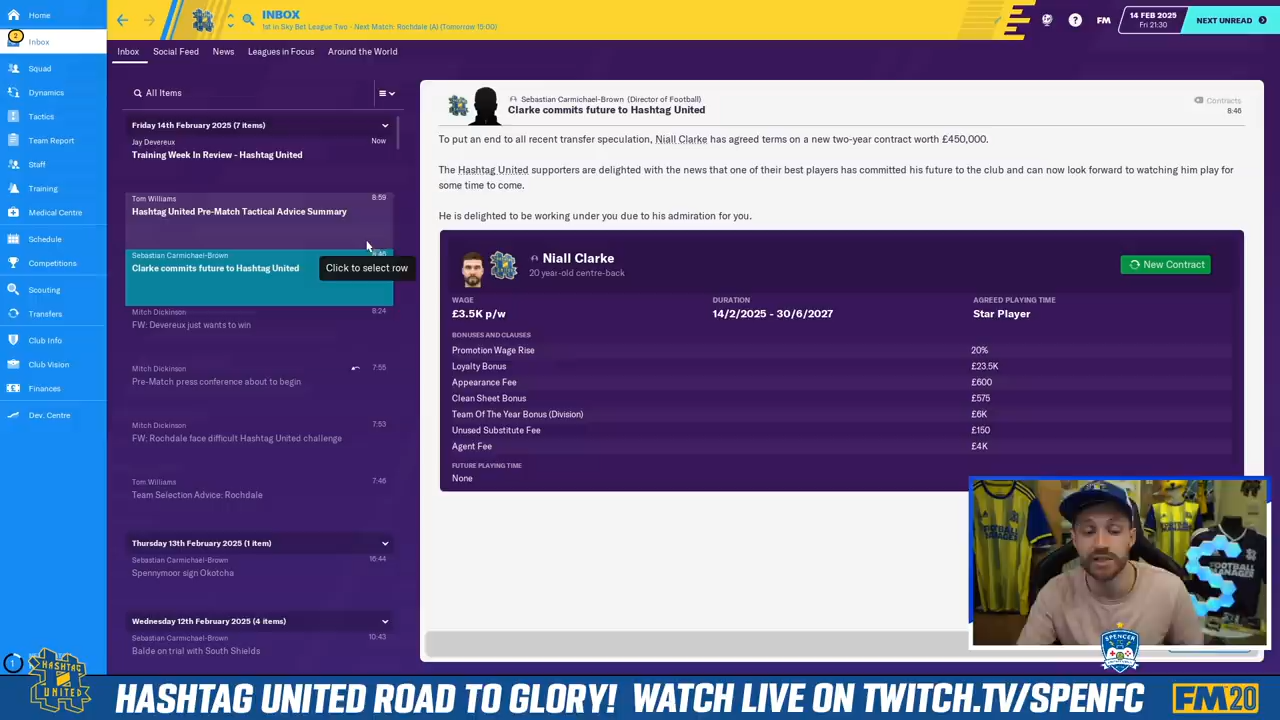 Home
2
Inbox
Squad
Dynamics
Tactics
Team Report
Staff
Training
Medical Centre
Schedule
Competitions
Scouting
Transfers
Club Info
Club Vision
Finances
Dev. Centre
1
INBOX
1st in Sky Bet League Two - Next Match: Rochdale (A) (Tomorrow 15:00)
?
FM
14 FEB 2025
Fri 21:30
NEXT UNREAD
Inbox
Social Feed
News
Leagues in Focus
Around the World
All Items
Friday 14th February 2025 (7 items)
Jay Devereux Now
Training Week In Review - Hashtag United
Tom Williams 8:59
Hashtag United Pre-Match Tactical Advice Summary
Sebastian Carmichael-Brown
Clarke commits future to Hashtag United
Click to select row
Mitch Dickinson 8:24
FW: Devereux just wants to win
Mitch Dickinson 7:55
Pre-Match press conference about to begin
Mitch Dickinson 7:53
FW: Rochdale face difficult Hashtag United challenge
Tom Williams 7:46
Team Selection Advice: Rochdale
Thursday 13th February 2025 (1 item)
Sebastian Carmichael-Brown 16:44
Spennymoor sign Okotcha
Wednesday 12th February 2025 (4 items)
Sebastian Carmichael-Brown 10:43
Balde on trial with South Shields
Sebastian Carmichael-Brown (Director of Football)
Clarke commits future to Hashtag United
Contracts
8:46
To put an end to all recent transfer speculation, Niall Clarke has agreed terms on a new two-year contract worth £450,000.
The Hashtag United supporters are delighted with the news that one of their best players has committed his future to the club and can now look forward to watching him play for
some time to come.
He is delighted to be working under you due to his admiration for you.
Niall Clarke
20 year-old centre-back
New Contract
WAGE DURATION AGREED PLAYING TIME
£3.5K p/w 14/2/2025 - 30/6/2027 Star Player
BONUSES AND CLAUSES
Promotion Wage Rise 20%
Loyalty Bonus £23.5K
Appearance Fee £600
Clean Sheet Bonus £575
Team Of The Year Bonus (Division) £6K
Unused Substitute Fee £150
Agent Fee £4K
FUTURE PLAYING TIME
None
FOOTBALL
MANAGER
FOOTBALL
MANAGER
SPENCER
HASHTAG
UNITED
HASHTAG UNITED ROAD TO GLORY! WATCH LIVE ON TWITCH.TV/SPENFC
FM20